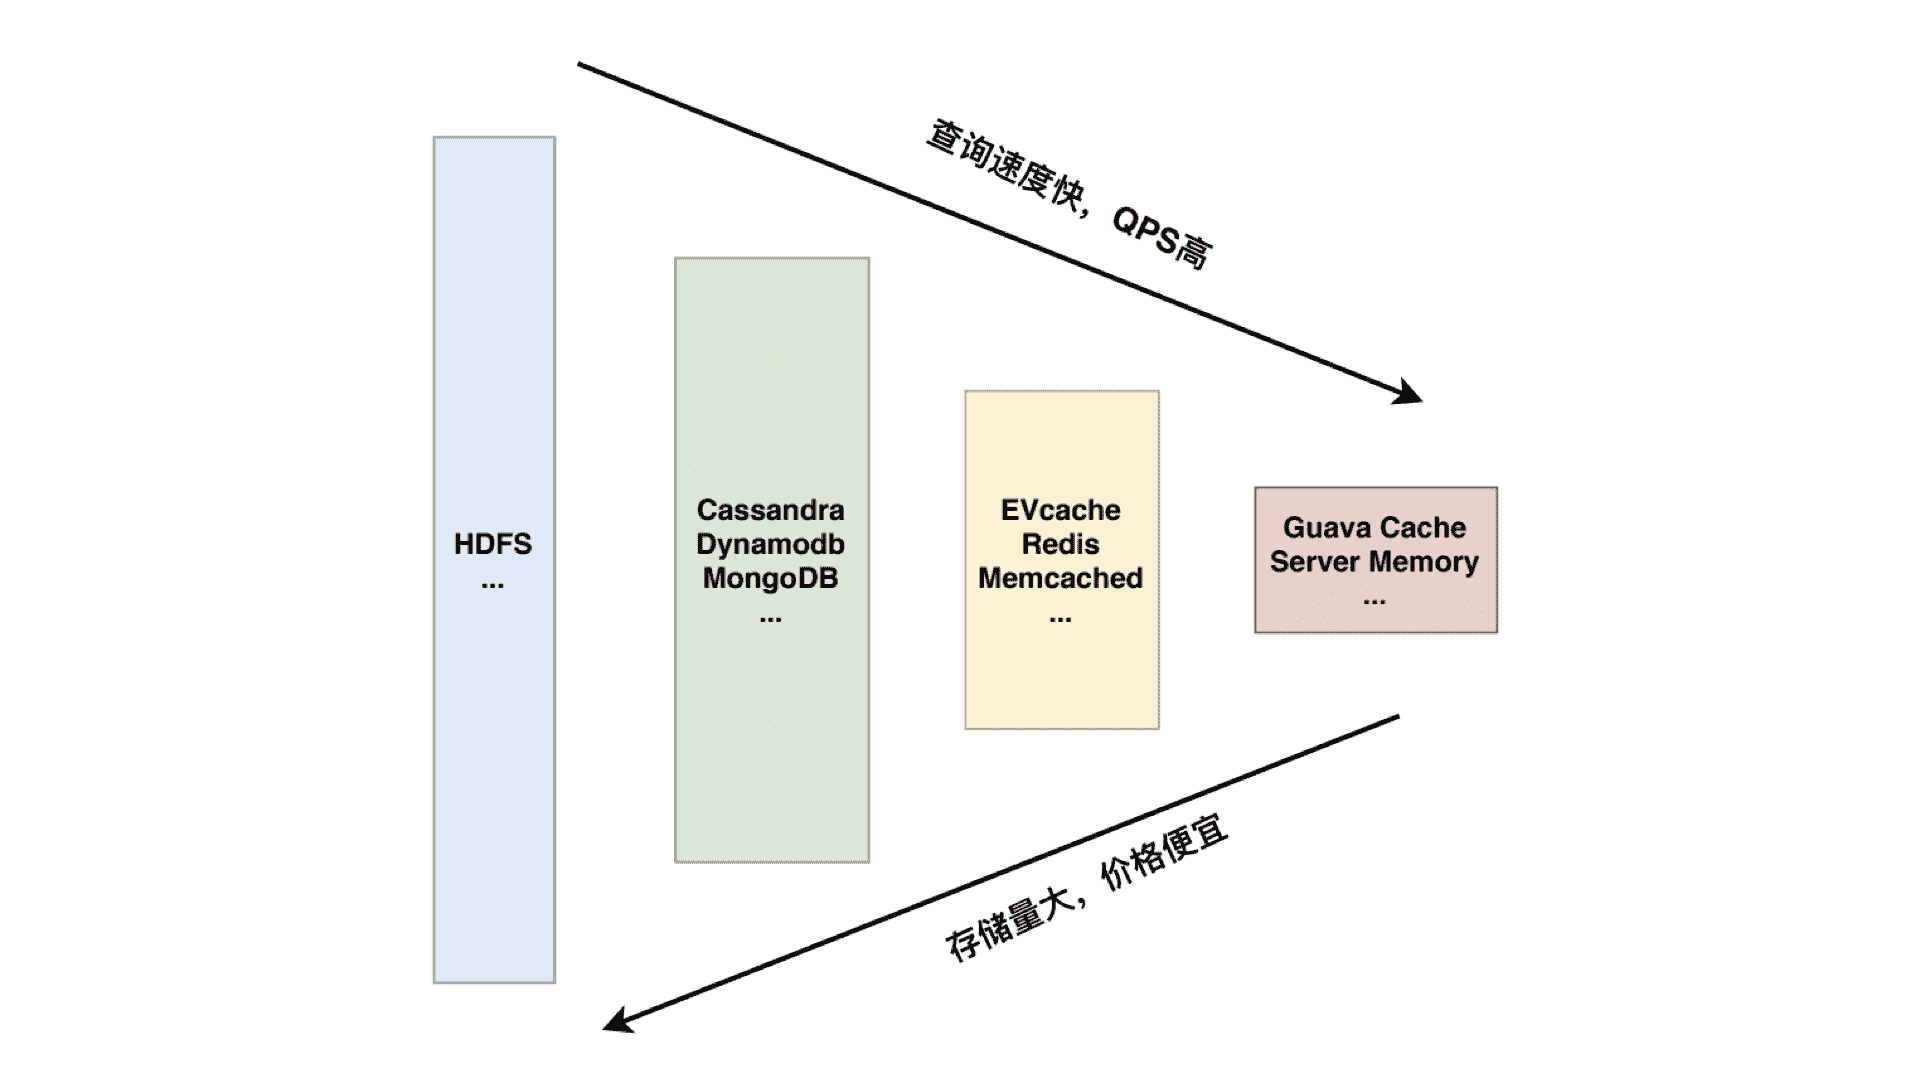 查询速度快，QPS高
HDFS
...
Cassandra
Dynamodb
MongoDB
...
EVcache
Redis
Memcached
...
Guava Cache
Server Memory
...
存储量大，价格便宜